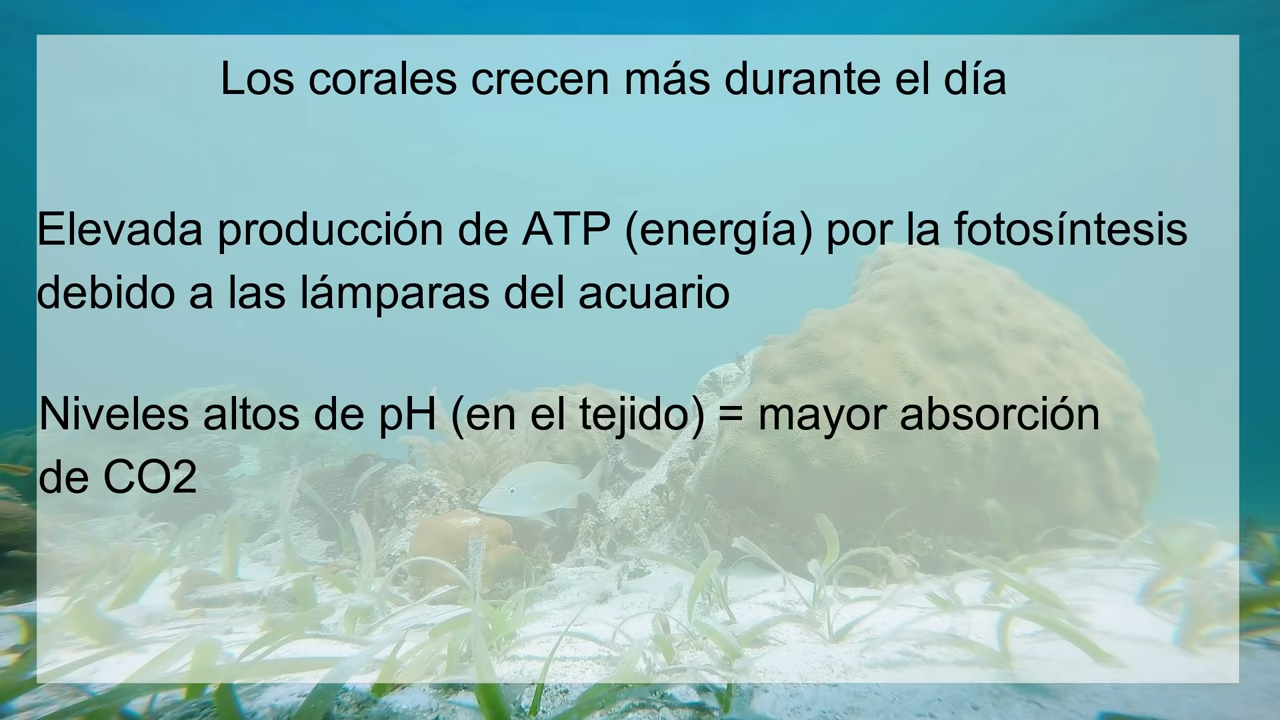 Los corales crecen más durante el día
Elevada producción de ATP (energía) por la fotosíntesis
debido a las lámparas del acuario
Niveles altos de pH (en el tejido) = mayor absorción
de CO2